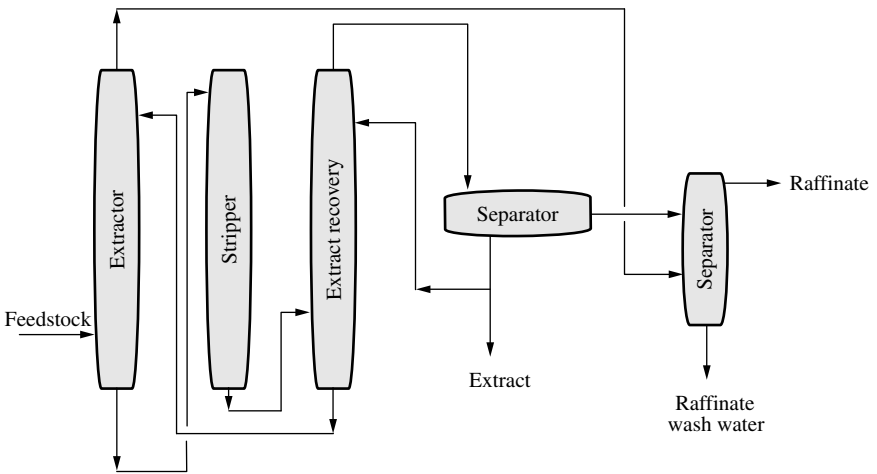 Extractor
Stripper
Extract recovery
Separator
Separator
Raffinate
Feedstock
Extract
Raffinate
wash water